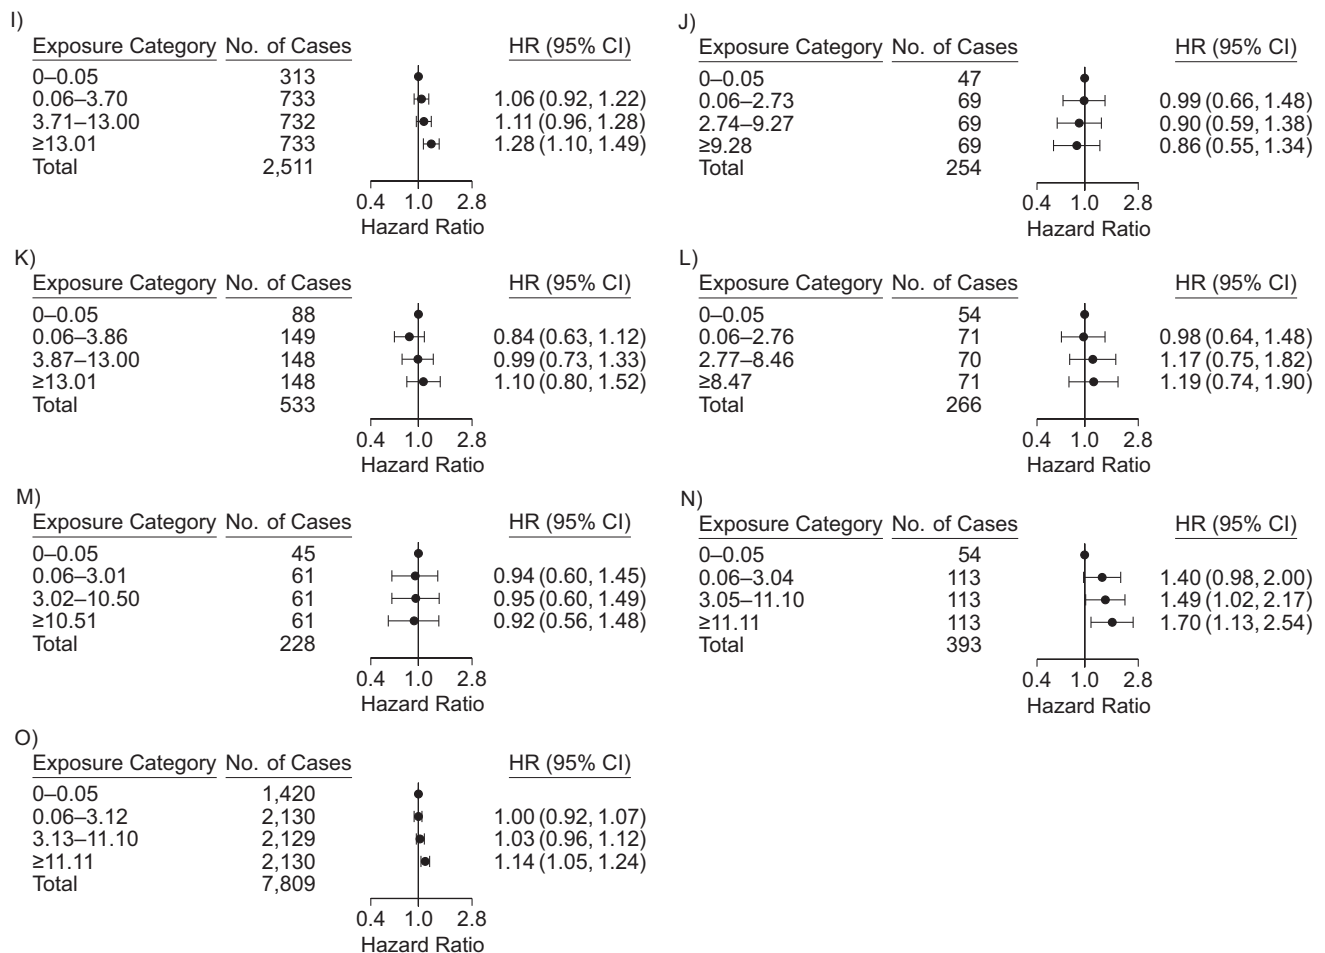 I)
Exposure Category No. of Cases HR (95% CI)
0–0.05 313
0.06–3.70 733 1.06 (0.92, 1.22)
3.71–13.00 732 1.11 (0.96, 1.28)
≥13.01 733 1.28 (1.10, 1.49)
Total 2,511
0.4 1.0 2.8
Hazard Ratio
J)
Exposure Category No. of Cases HR (95% CI)
0–0.05 47
0.06–2.73 69 0.99 (0.66, 1.48)
2.74–9.27 69 0.90 (0.59, 1.38)
≥9.28 69 0.86 (0.55, 1.34)
Total 254
0.4 1.0 2.8
Hazard Ratio
K)
Exposure Category No. of Cases HR (95% CI)
0–0.05 88
0.06–3.86 149 0.84 (0.63, 1.12)
3.87–13.00 148 0.99 (0.73, 1.33)
≥13.01 148 1.10 (0.80, 1.52)
Total 533
0.4 1.0 2.8
Hazard Ratio
L)
Exposure Category No. of Cases HR (95% CI)
0–0.05 54
0.06–2.76 71 0.98 (0.64, 1.48)
2.77–8.46 70 1.17 (0.75, 1.82)
≥8.47 71 1.19 (0.74, 1.90)
Total 266
0.4 1.0 2.8
Hazard Ratio
M)
Exposure Category No. of Cases HR (95% CI)
0–0.05 45
0.06–3.01 61 0.94 (0.60, 1.45)
3.02–10.50 61 0.95 (0.60, 1.49)
≥10.51 61 0.92 (0.56, 1.48)
Total 228
0.4 1.0 2.8
Hazard Ratio
N)
Exposure Category No. of Cases HR (95% CI)
0–0.05 54
0.06–3.04 113 1.40 (0.98, 2.00)
3.05–11.10 113 1.49 (1.02, 2.17)
≥11.11 113 1.70 (1.13, 2.54)
Total 393
0.4 1.0 2.8
Hazard Ratio
O)
Exposure Category No. of Cases HR (95% CI)
0–0.05 1,420
0.06–3.12 2,130 1.00 (0.92, 1.07)
3.13–11.10 2,129 1.03 (0.96, 1.12)
≥11.11 2,130 1.14 (1.05, 1.24)
Total 7,809
0.4 1.0 2.8
Hazard Ratio